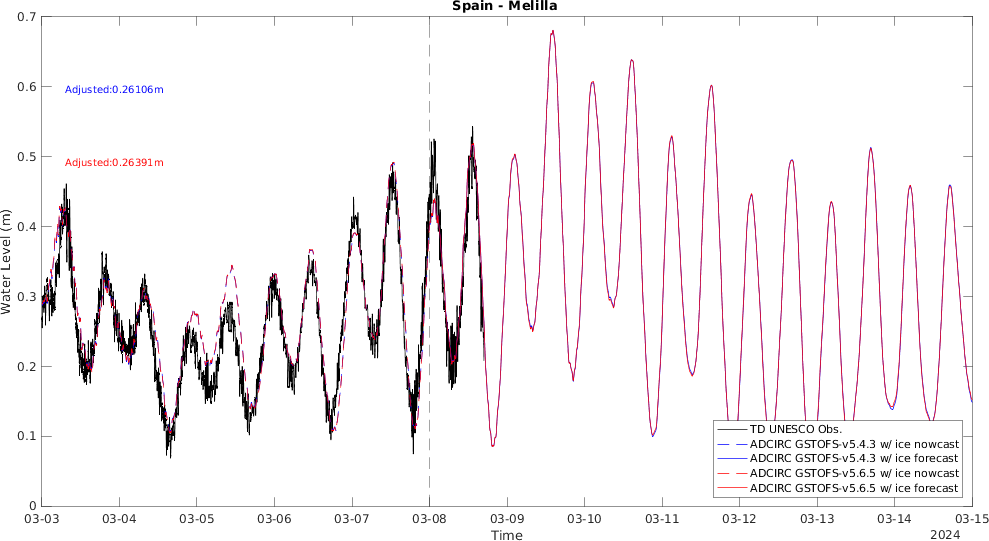 Spain - Melilla
0.7
0.6
0.5
0.4
0.3
0.2
0.1
0
Water Level (m)
Adjusted:0.26106m
Adjusted:0.26391m
TD UNESCO Obs.
ADCIRC GSTOFS-v5.4.3 w/ ice nowcast
ADCIRC GSTOFS-v5.4.3 w/ ice forecast
ADCIRC GSTOFS-v5.6.5 w/ ice nowcast
ADCIRC GSTOFS-v5.6.5 w/ ice forecast
03-03 03-04 03-05 03-06 03-07 03-08 03-09 03-10 03-11 03-12 03-13 03-14 03-15
Time
2024